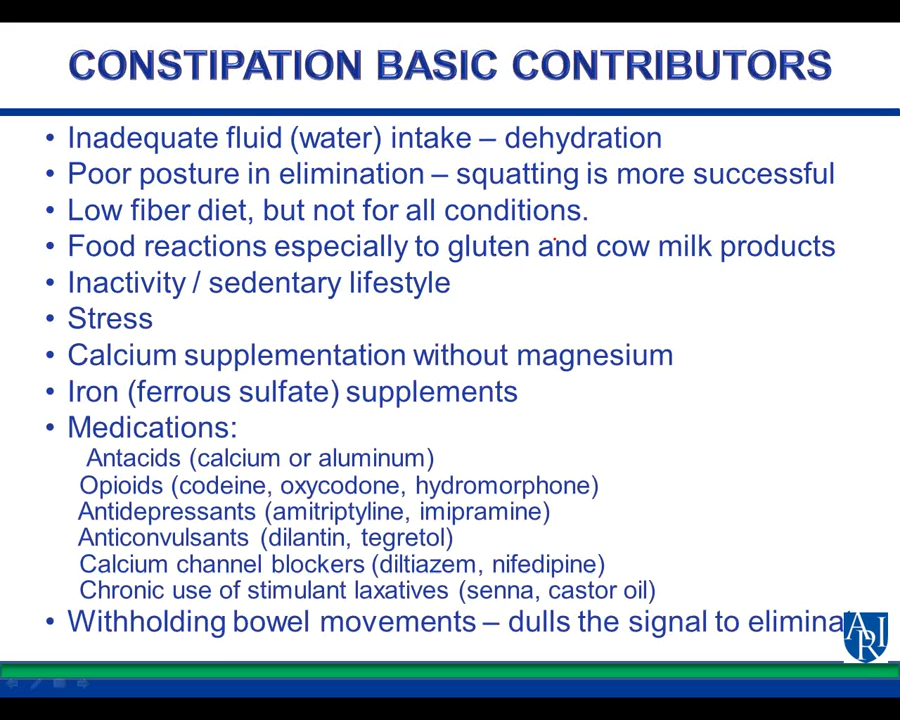 CONSTIPATION BASIC CONTRIBUTORS
• Inadequate fluid (water) intake – dehydration
• Poor posture in elimination – squatting is more successful
• Low fiber diet, but not for all conditions.
• Food reactions especially to gluten and cow milk products
• Inactivity / sedentary lifestyle
• Stress
• Calcium supplementation without magnesium
• Iron (ferrous sulfate) supplements
• Medications:
Antacids (calcium or aluminum)
Opioids (codeine, oxycodone, hydromorphone)
Antidepressants (amitriptyline, imipramine)
Anticonvulsants (dilantin, tegretol)
Calcium channel blockers (diltiazem, nifedipine)
Chronic use of stimulant laxatives (senna, castor oil)
• Withholding bowel movements – dulls the signal to elimina
ARI